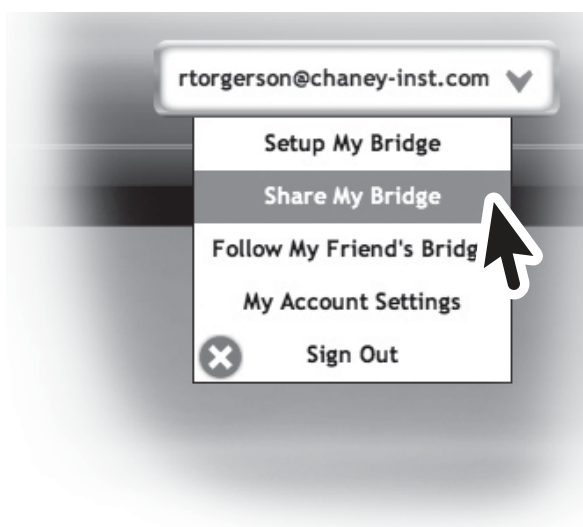 rtorgerson@chaney-inst.com
Setup My Bridge
Share My Bridge
Follow My Friend's Bridg
My Account Settings
Sign Out